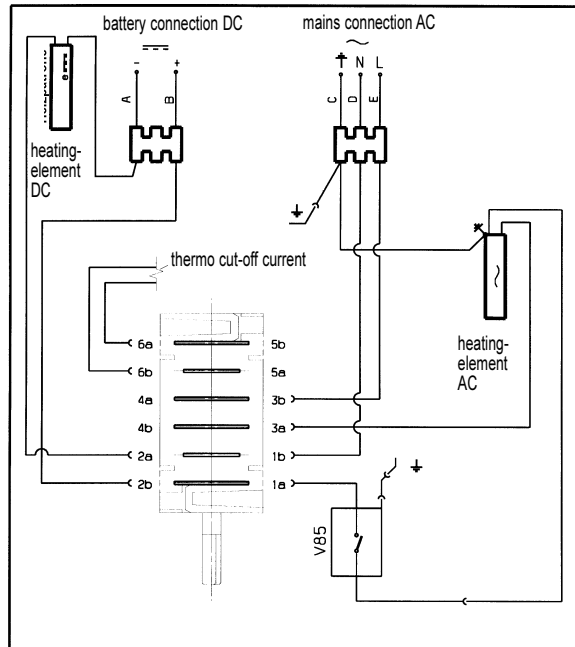 battery connection DC
mains connection AC
- +
N L
A B
C D E
heating-
element
DC
thermo cut-off current
heating-
element
AC
6a 5b
6b 5a
4a 3b
4b 3a
2a 1b
2b 1a
V85